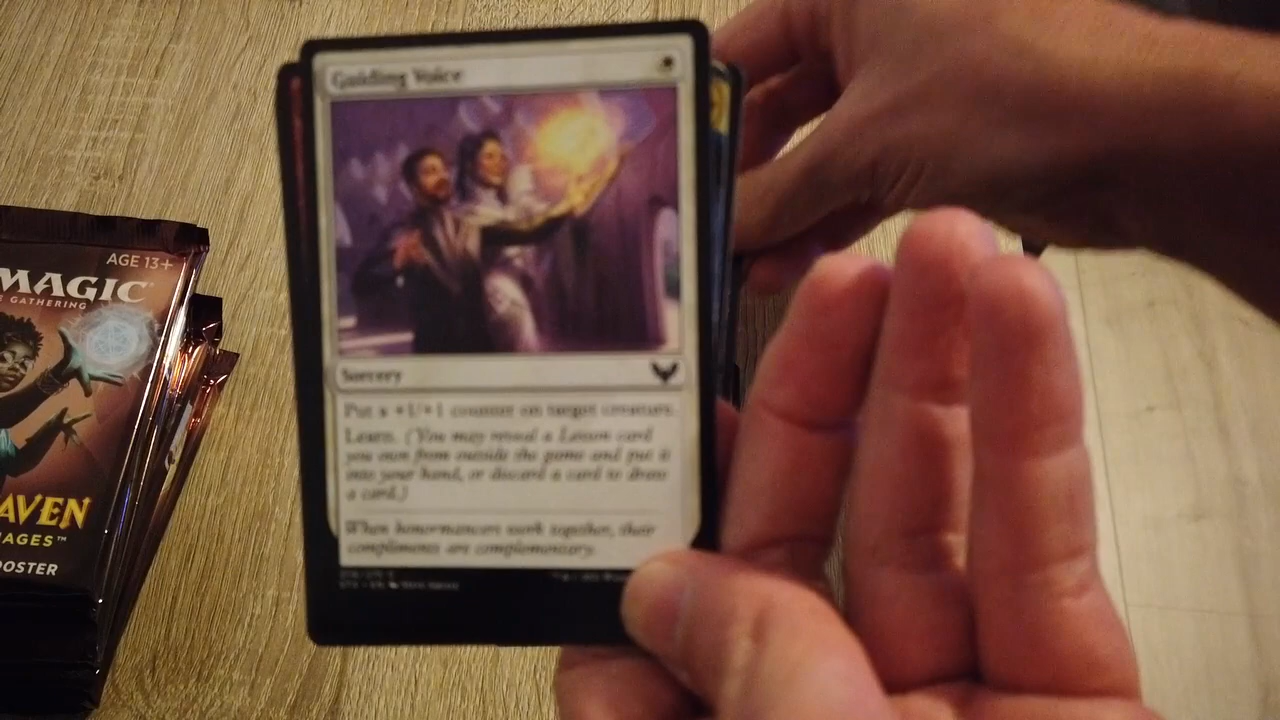 Guiding Voice
Sorcery
Put a +1/+1 counter on target creature.
Learn. (You may reveal a Lesson card
you own from outside the game and put it
into your hand, or discard a card to draw
a card.)
When honormancers work together, their
compliments are complementary.
AGE 13+
MAGIC
GATHERING
AVEN
AGES™
OOSTER